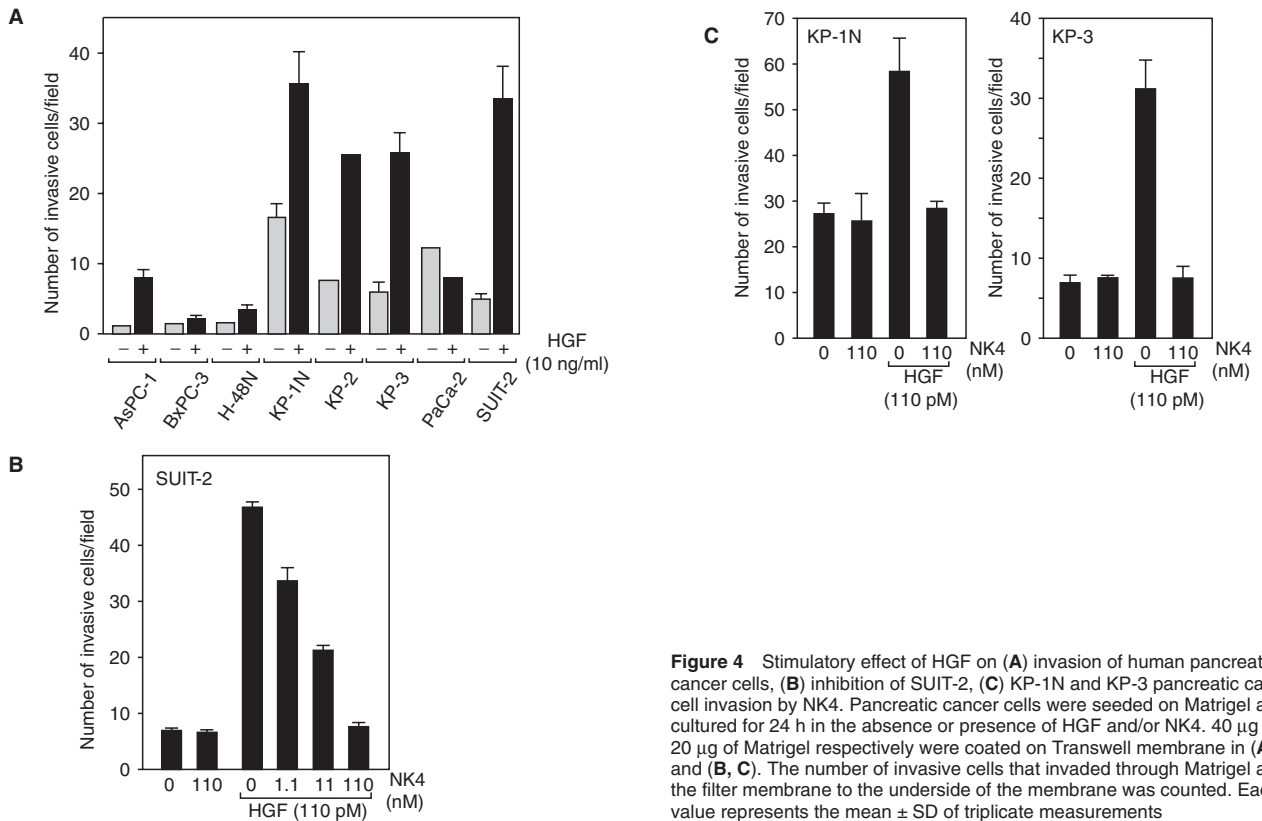 A
Number of invasive cells/field
40
30
20
10
0
– + – + – + – + – + – + – + – +
HGF
(10 ng/ml)
AsPC-1 BxPC-3 H-48N KP-1N KP-2 KP-3 PaCa-2 SUIT-2
B
SUIT-2
Number of invasive cells/field
50
40
30
20
10
0
0 110 0 1.1 11 110 NK4
(nM)
HGF (110 pM)
C
KP-1N
Number of invasive cells/field
70
60
50
40
30
20
10
0
0 110 0 110 NK4
(nM)
HGF
(110 pM)
KP-3
Number of invasive cells/field
40
30
20
10
0
0 110 0 110 NK4
(nM)
HGF
(110 pM)
Figure 4 Stimulatory effect of HGF on (A) invasion of human
cancer cells, (B) inhibition of SUIT-2, (C) KP-1N and KP-3 pancreatic
cell invasion by NK4. Pancreatic cancer cells were seeded on Matrigel
cultured for 24 h in the absence or presence of HGF and/or NK4. 40 µg
20 µg of Matrigel respectively were coated on Transwell membrane in (A
and (B, C). The number of invasive cells that invaded through Matrigel
the filter membrane to the underside of the membrane was counted.
value represents the mean ± SD of triplicate measurements